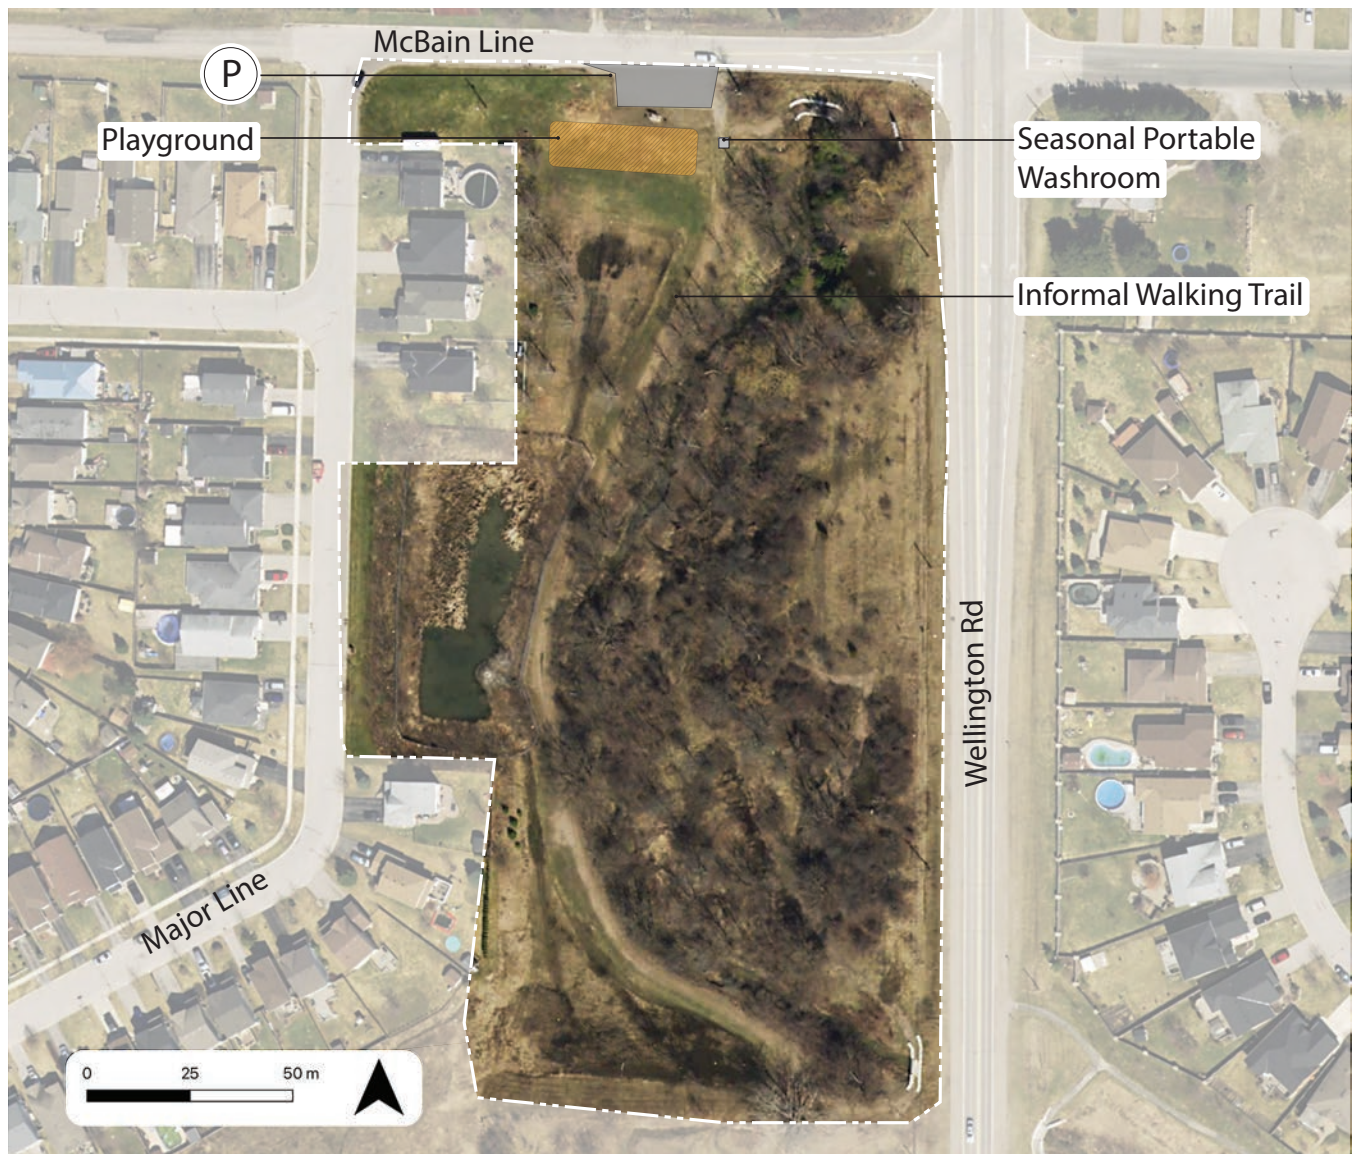 McBain Line
P
Playground
Seasonal Portable
Washroom
Informal Walking Trail
Wellington Rd
Major Line
0 25 50 m